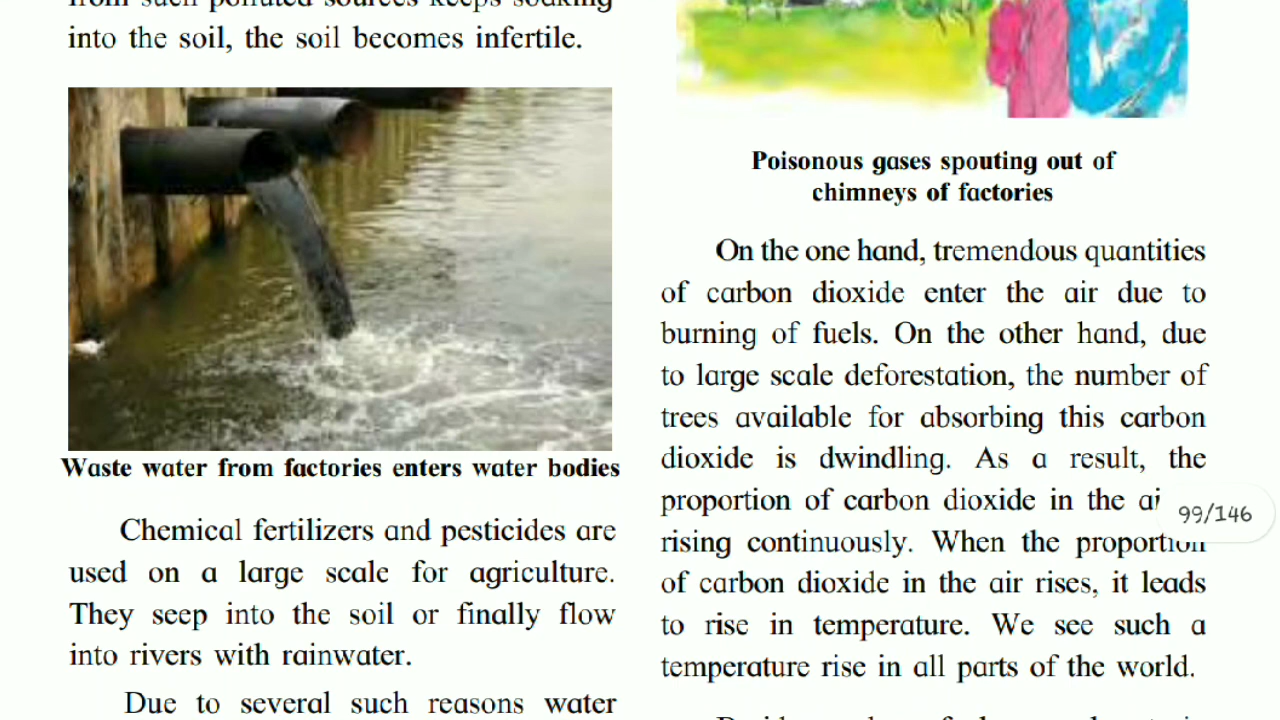 into the soil, the soil becomes infertile.
Waste water from factories enters water bodies
Chemical fertilizers and pesticides are
used on a large scale for agriculture.
They seep into the soil or finally flow
into rivers with rainwater.
Due to several such reasons water
Poisonous gases spouting out of
chimneys of factories
On the one hand, tremendous quantities
of carbon dioxide enter the air due to
burning of fuels. On the other hand, due
to large scale deforestation, the number of
trees available for absorbing this carbon
dioxide is dwindling. As a result, the
proportion of carbon dioxide in the
rising continuously. When the proportion
of carbon dioxide in the air rises, it leads
to rise in temperature. We see such a
temperature rise in all parts of the world.
99/146